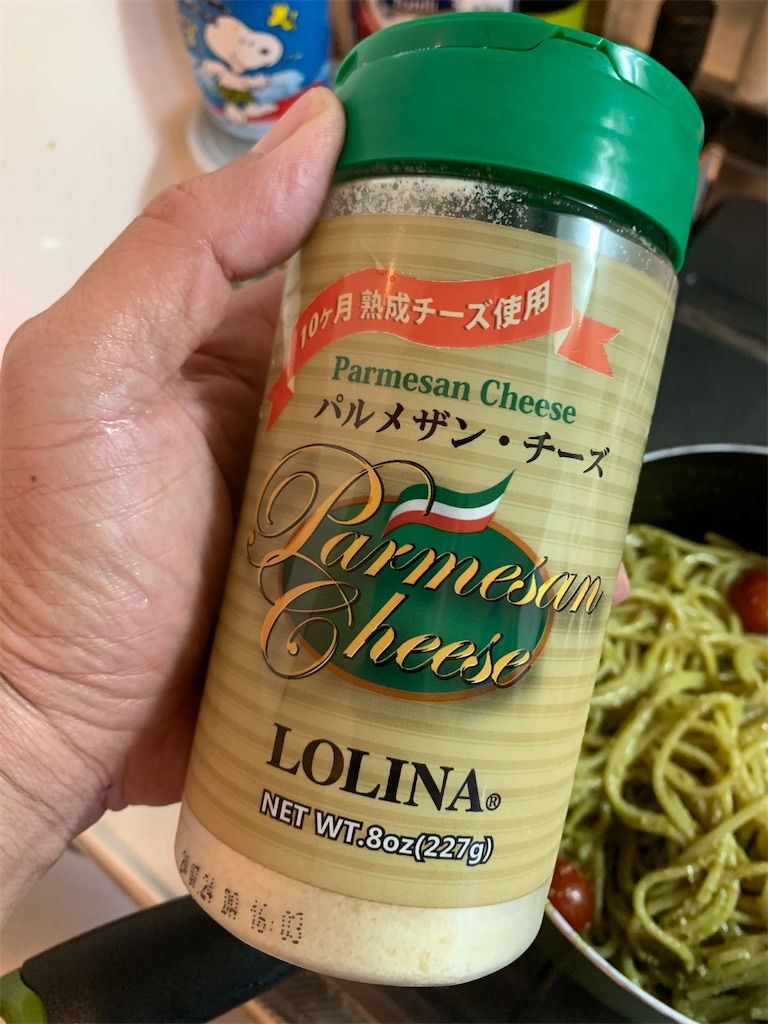 10ケ月 熟成チーズ使用
Parmesan Cheese
パルメザン・チーズ
Parmesan
Cheese
LOLINA®
NET WT.8oz(227g)